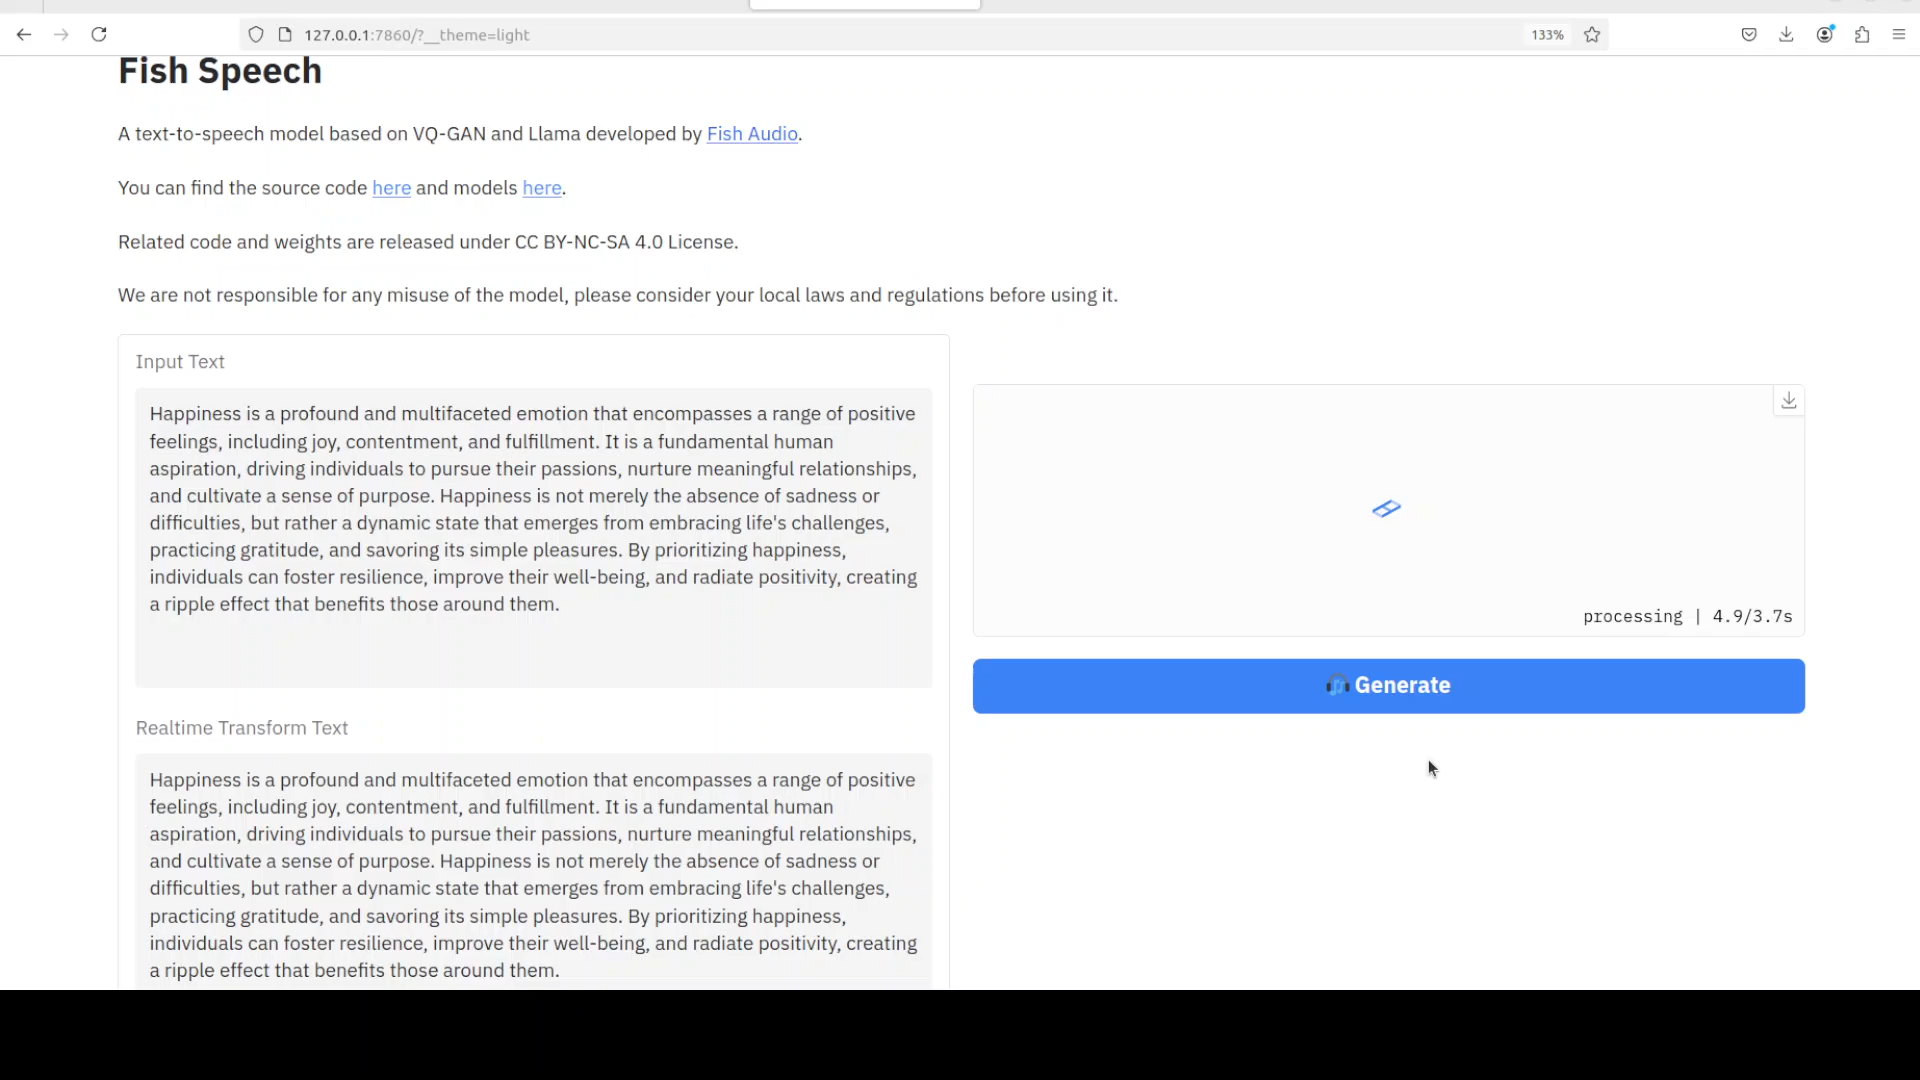 127.0.0.1:7860/?__theme=light
133%
Fish Speech
A text-to-speech model based on VQ-GAN and Llama developed by Fish Audio.
You can find the source code here and models here.
Related code and weights are released under CC BY-NC-SA 4.0 License.
We are not responsible for any misuse of the model, please consider your local laws and regulations before using it.
Input Text
Happiness is a profound and multifaceted emotion that encompasses a range of positive
feelings, including joy, contentment, and fulfillment. It is a fundamental human
aspiration, driving individuals to pursue their passions, nurture meaningful relationships,
and cultivate a sense of purpose. Happiness is not merely the absence of sadness or
difficulties, but rather a dynamic state that emerges from embracing life's challenges,
practicing gratitude, and savoring its simple pleasures. By prioritizing happiness,
individuals can foster resilience, improve their well-being, and radiate positivity, creating
a ripple effect that benefits those around them.
processing | 4.9/3.7s
Generate
Realtime Transform Text
Happiness is a profound and multifaceted emotion that encompasses a range of positive
feelings, including joy, contentment, and fulfillment. It is a fundamental human
aspiration, driving individuals to pursue their passions, nurture meaningful relationships,
and cultivate a sense of purpose. Happiness is not merely the absence of sadness or
difficulties, but rather a dynamic state that emerges from embracing life's challenges,
practicing gratitude, and savoring its simple pleasures. By prioritizing happiness,
individuals can foster resilience, improve their well-being, and radiate positivity, creating
a ripple effect that benefits those around them.